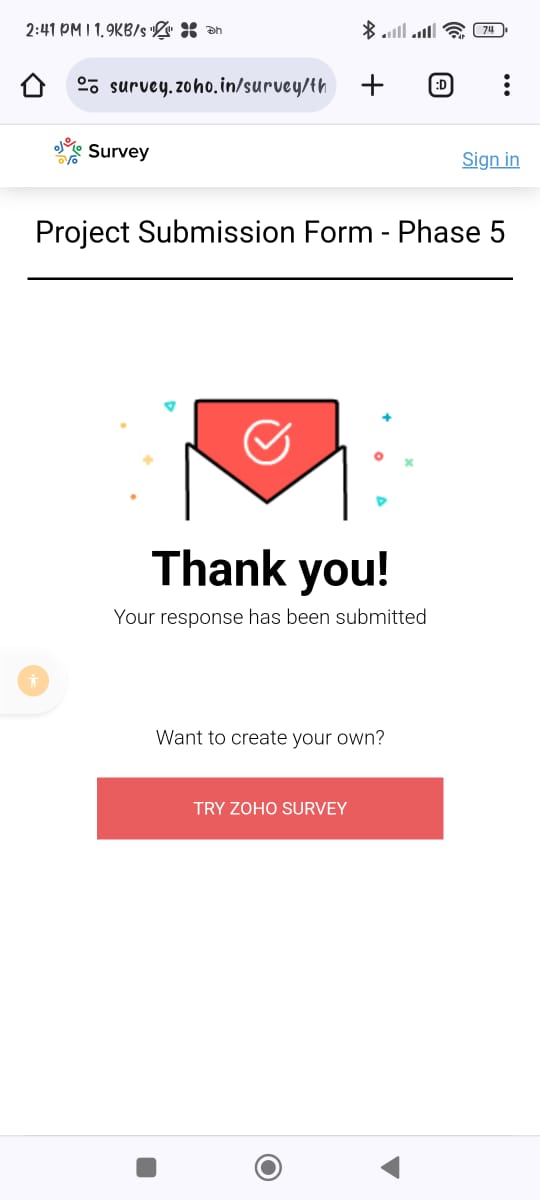 2:41 PM | 1.9KB/s
74
survey.zoho.in/survey/th
:D
Survey
Sign in
Project Submission Form - Phase 5
Thank you!
Your response has been submitted
Want to create your own?
TRY ZOHO SURVEY